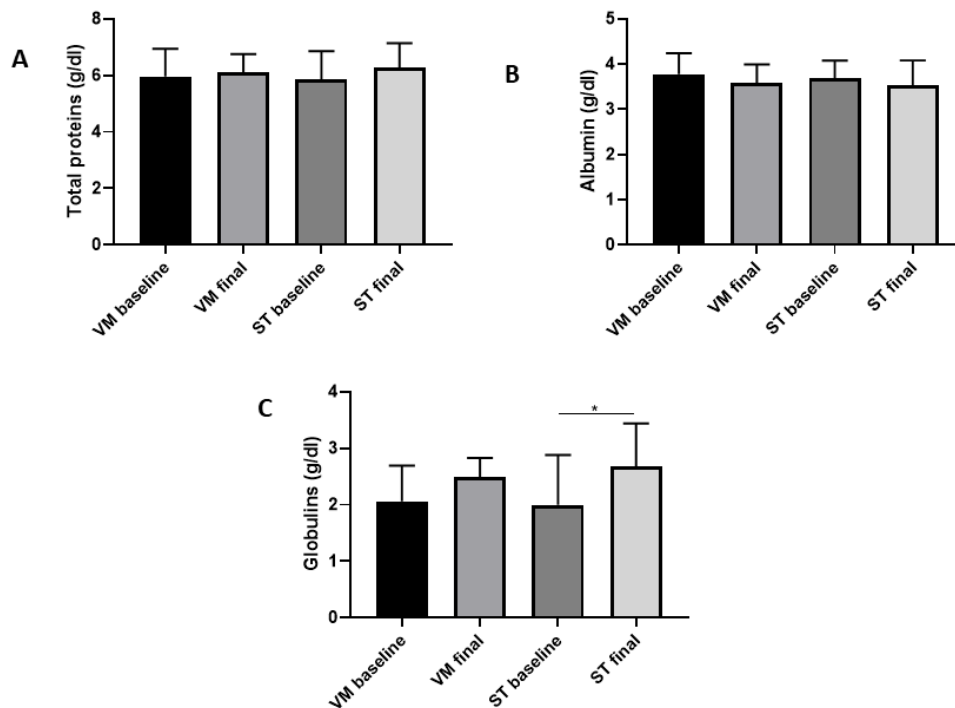 A
Total proteins (g/dl)
8
6
4
2
0
VM baseline
VM final
ST baseline
ST final
B
Albumin (g/dl)
5
4
3
2
1
0
VM baseline
VM final
ST baseline
ST final
C
Globulins (g/dl)
4
3
2
1
0
*
VM baseline
VM final
ST baseline
ST final